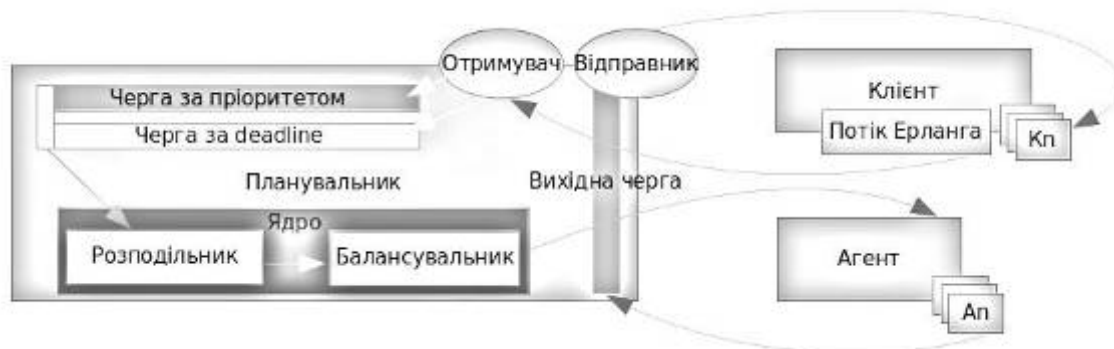 Отримувач
Відправник
Черга за пріоритетом
Черга за deadline
Клієнт
Потік Ерланга
Кп
Планувальник
Вихідна черга
Ядро
Розподільник
Балансувальник
Агент
Ап